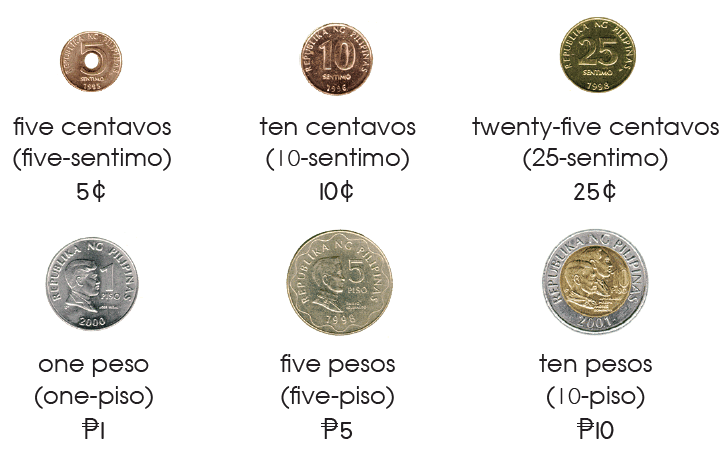 REPUBLIKA NG PILIPINAS
5
SENTIMO
1995
REPUBLIKA NG PILIPINAS
10
SENTIMO
1996
REPUBLIKA NG PILIPINAS
25
SENTIMO
1998
five centavos
(five-sentimo)
5¢
ten centavos
(10-sentimo)
10¢
twenty-five centavos
(25-sentimo)
25¢
REPUBLIKA NG PILIPINAS
1
PISO
2000
REPUBLIKA NG PILIPINAS
5
PISO
1998
REPUBLIKA NG PILIPINAS
10
PISO
2001
one peso
(one-piso)
₱1
five pesos
(five-piso)
₱5
ten pesos
(10-piso)
₱10